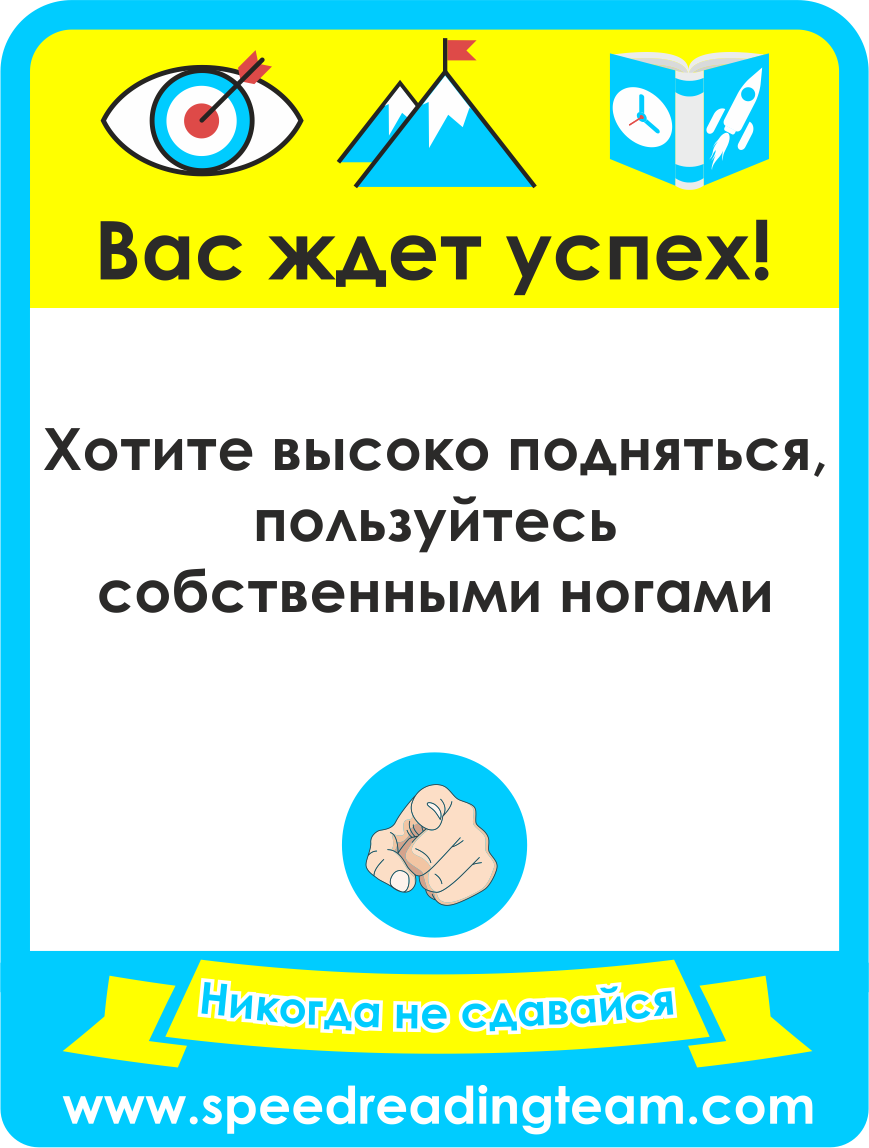 Вас ждет успех!
Хотите высоко подняться,
пользуйтесь
собственными ногами
Никогда не сдавайся
www.speedreadingteam.com